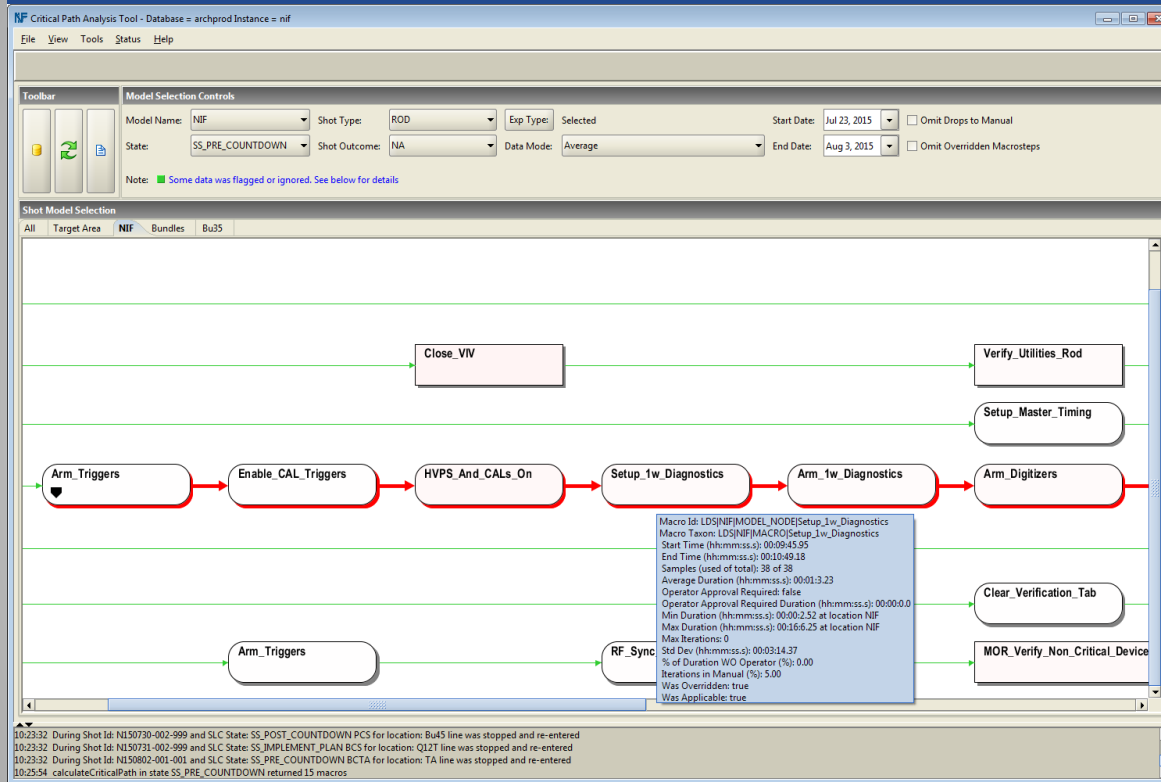 NF Critical Path Analysis Tool - Database = archprod Instance = nif
File View Tools Status Help
Toolbar
Model Selection Controls
Model Name: NIF Shot Type: ROD Exp Type: Selected Start Date: Jul 23, 2015 Omit Drops to Manual
State: SS_PRE_COUNTDOWN Shot Outcome: NA Data Mode: Average End Date: Aug 3, 2015 Omit Overridden Macrosteps
Note: Some data was flagged or ignored. See below for details
Shot Model Selection
All Target Area NIF Bundles Bu35
Close_VIV Verify_Utilities_Rod
Setup_Master_Timing
Arm_Triggers Enable_CAL_Triggers HVPS_And_CALs_On Setup_1w_Diagnostics Arm_1w_Diagnostics Arm_Digitizers
Macro Id: LDS|NIF|MODEL_NODE|Setup_1w_Diagnostics
Macro Taxon: LDS|NIF|MACRO|Setup_1w_Diagnostics
Start Time (hh:mm:ss.s): 00:09:45.95
End Time (hh:mm:ss.s): 00:10:49.18
Samples (used of total): 38 of 38
Average Duration (hh:mm:ss.s): 00:01:3.23
Operator Approval Required: false
Operator Approval Required Duration (hh:mm:ss.s): 00:00:0.0
Min Duration (hh:mm:ss.s): 00:00:2.52 at location NIF
Max Duration (hh:mm:ss.s): 00:16:6.25 at location NIF
Max Iterations: 0
Std Dev (hh:mm:ss.s): 00:03:14.37
% of Duration WO Operator (%): 0.00
Iterations in Manual (%): 5.00
Was Overridden: true
Was Applicable: true
Clear_Verification_Tab
Arm_Triggers RF_Sync MOR_Verify_Non_Critical_Device
10:23:32 During Shot Id: N150730-002-999 and SLC State: SS_POST_COUNTDOWN PCS for location: Bu45 line was stopped and re-entered
10:23:32 During Shot Id: N150731-002-999 and SLC State: SS_IMPLEMENT_PLAN BCS for location: Q12T line was stopped and re-entered
10:23:32 During Shot Id: N150802-001-001 and SLC State: SS_PRE_COUNTDOWN BCTA for location: TA line was stopped and re-entered
10:25:54 calculateCriticalPath in state SS_PRE_COUNTDOWN returned 15 macros